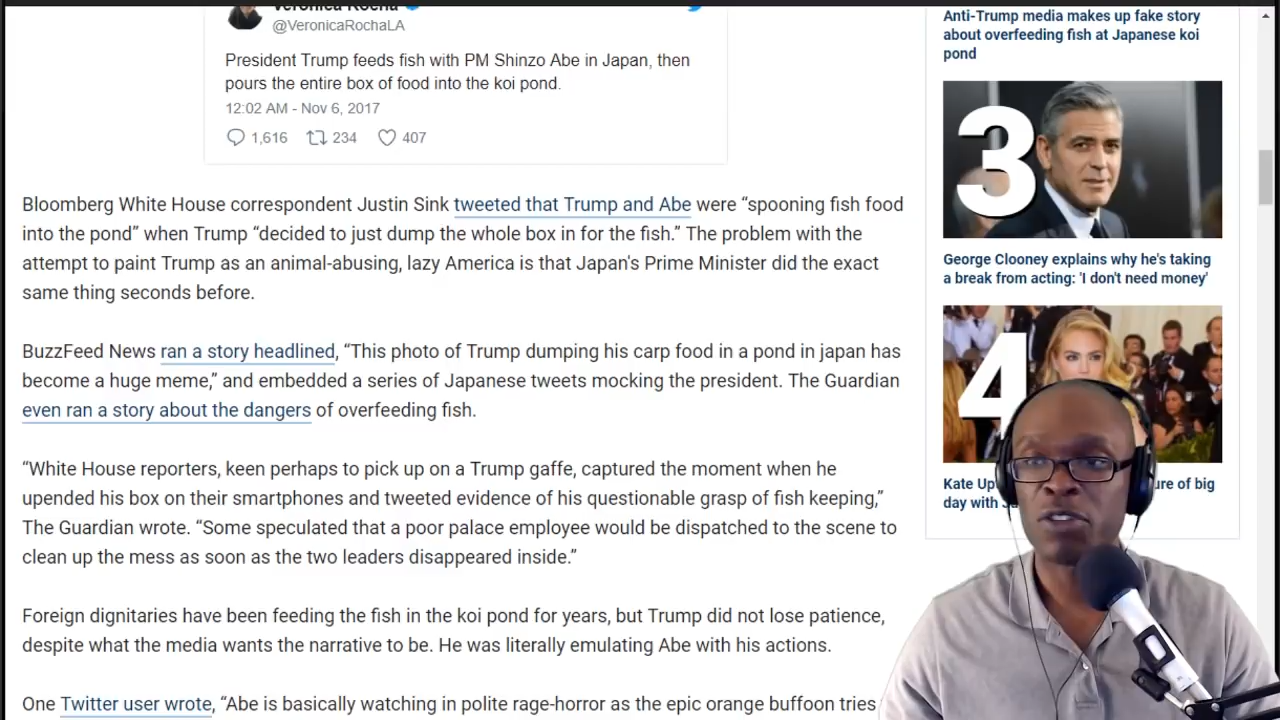 Veronica Rocha
@VeronicaRochaLA
President Trump feeds fish with PM Shinzo Abe in Japan, then
pours the entire box of food into the koi pond.
12:02 AM - Nov 6, 2017
1,616 234 407
Bloomberg White House correspondent Justin Sink tweeted that Trump and Abe were “spooning fish food
into the pond” when Trump “decided to just dump the whole box in for the fish.” The problem with the
attempt to paint Trump as an animal-abusing, lazy America is that Japan's Prime Minister did the exact
same thing seconds before.
BuzzFeed News ran a story headlined, “This photo of Trump dumping his carp food in a pond in japan has
become a huge meme,” and embedded a series of Japanese tweets mocking the president. The Guardian
even ran a story about the dangers of overfeeding fish.
“White House reporters, keen perhaps to pick up on a Trump gaffe, captured the moment when he
upended his box on their smartphones and tweeted evidence of his questionable grasp of fish keeping,”
The Guardian wrote. “Some speculated that a poor palace employee would be dispatched to the scene to
clean up the mess as soon as the two leaders disappeared inside.”
Foreign dignitaries have been feeding the fish in the koi pond for years, but Trump did not lose patience,
despite what the media wants the narrative to be. He was literally emulating Abe with his actions.
One Twitter user wrote, “Abe is basically watching in polite rage-horror as the epic orange buffoon tries
Anti-Trump media makes up fake story
about overfeeding fish at Japanese koi
pond
3
George Clooney explains why he's taking
a break from acting: 'I don't need money'
4
Kate Up ure of big
day with